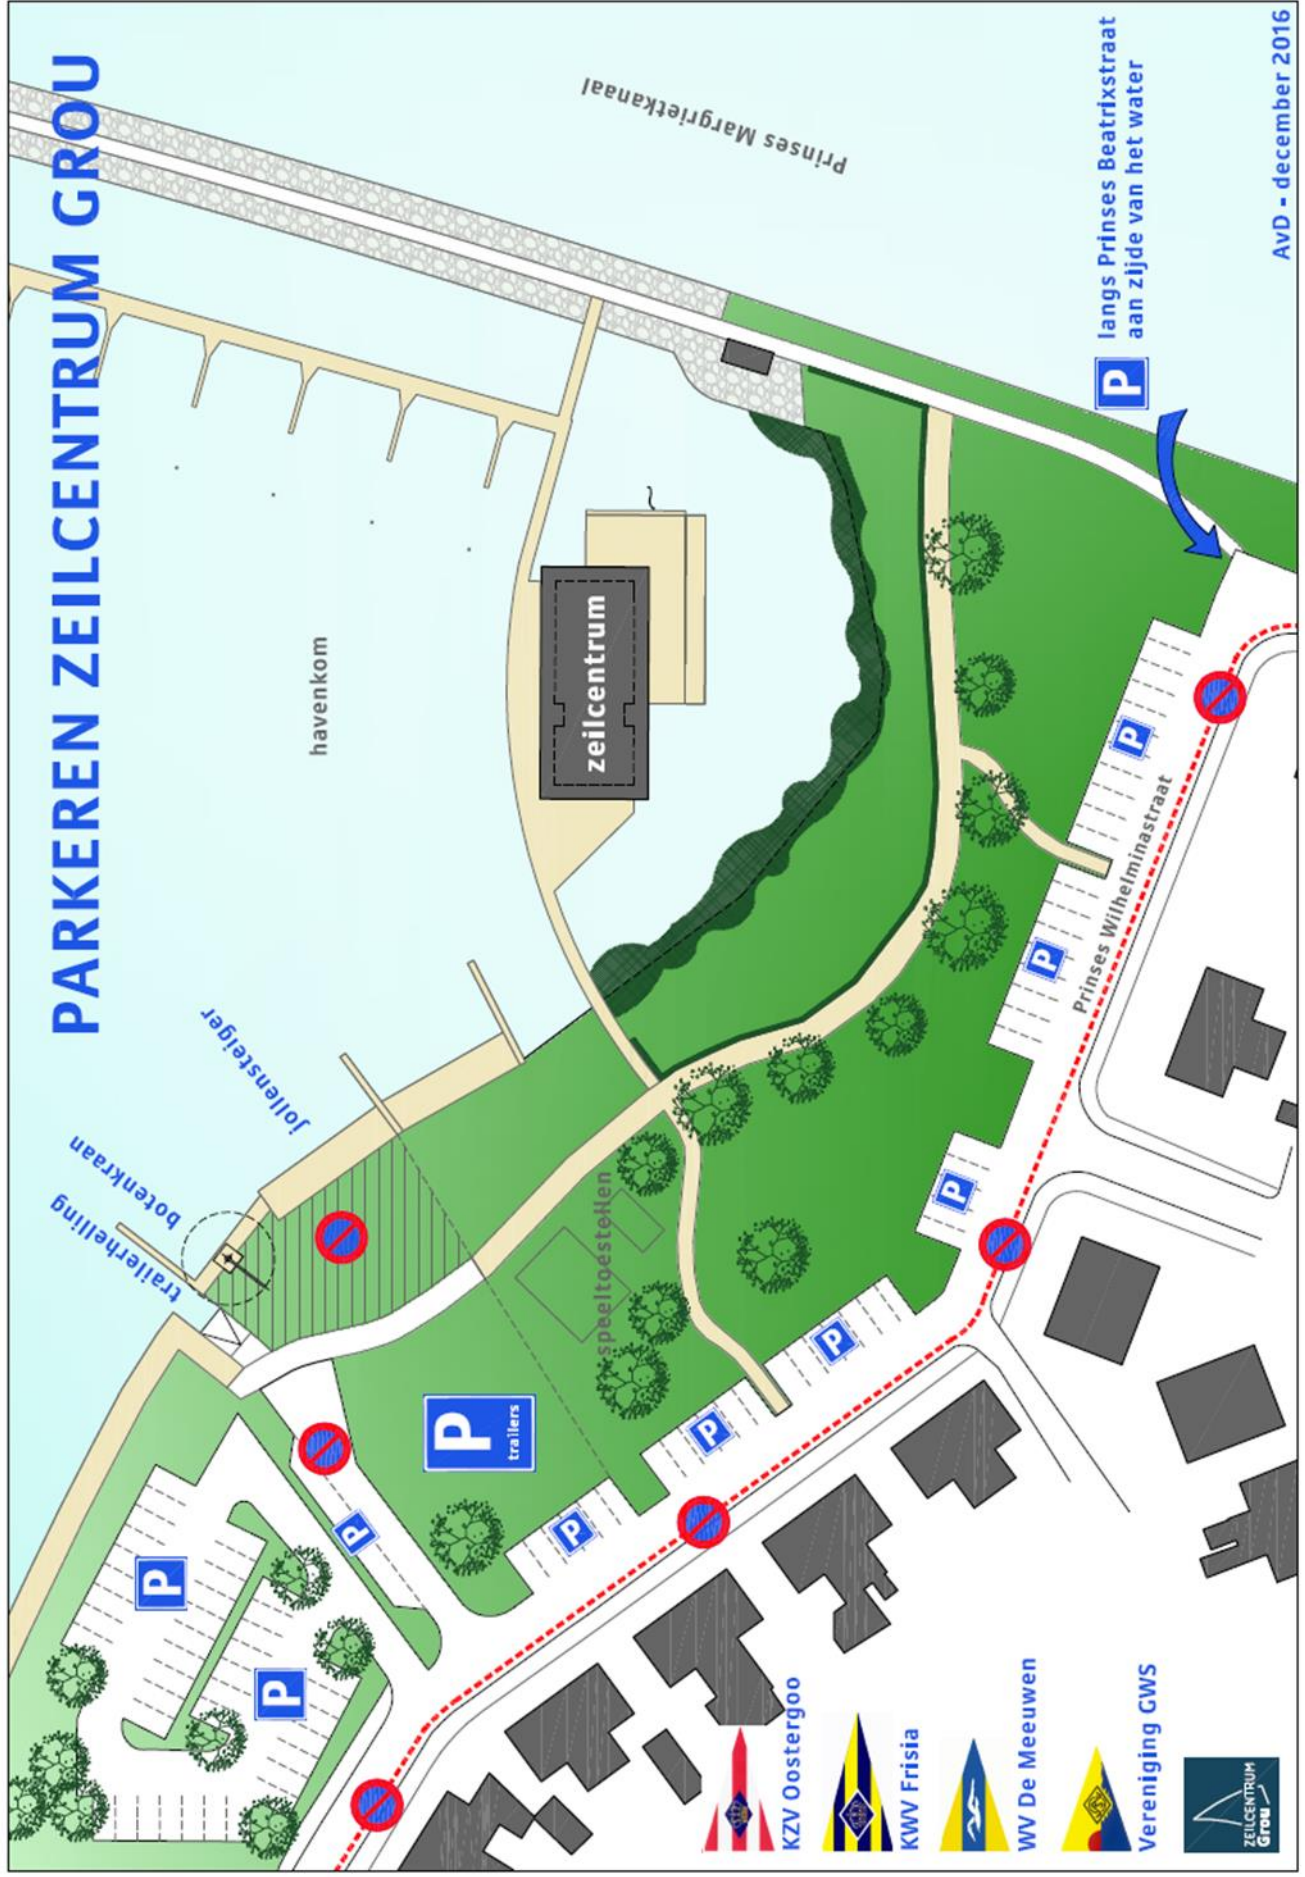 PARKEREN ZEILCENTRUM GROU
Prinses Margrietkanaal
havenkom
zeilcentrum
jollensteiger
botenkraan
trailerhelling
speeltoestellen
P
trailers
P
P
P
P
P
P
P
P
P
Prinses Wilhelminastraat
P
langs Prinses Beatrixstraat
aan zijde van het water
KZV Oostergoo
KWV Frisia
WV De Meeuwen
Vereniging GWS
ZEILCENTRUM
Grou
AvD - december 2016